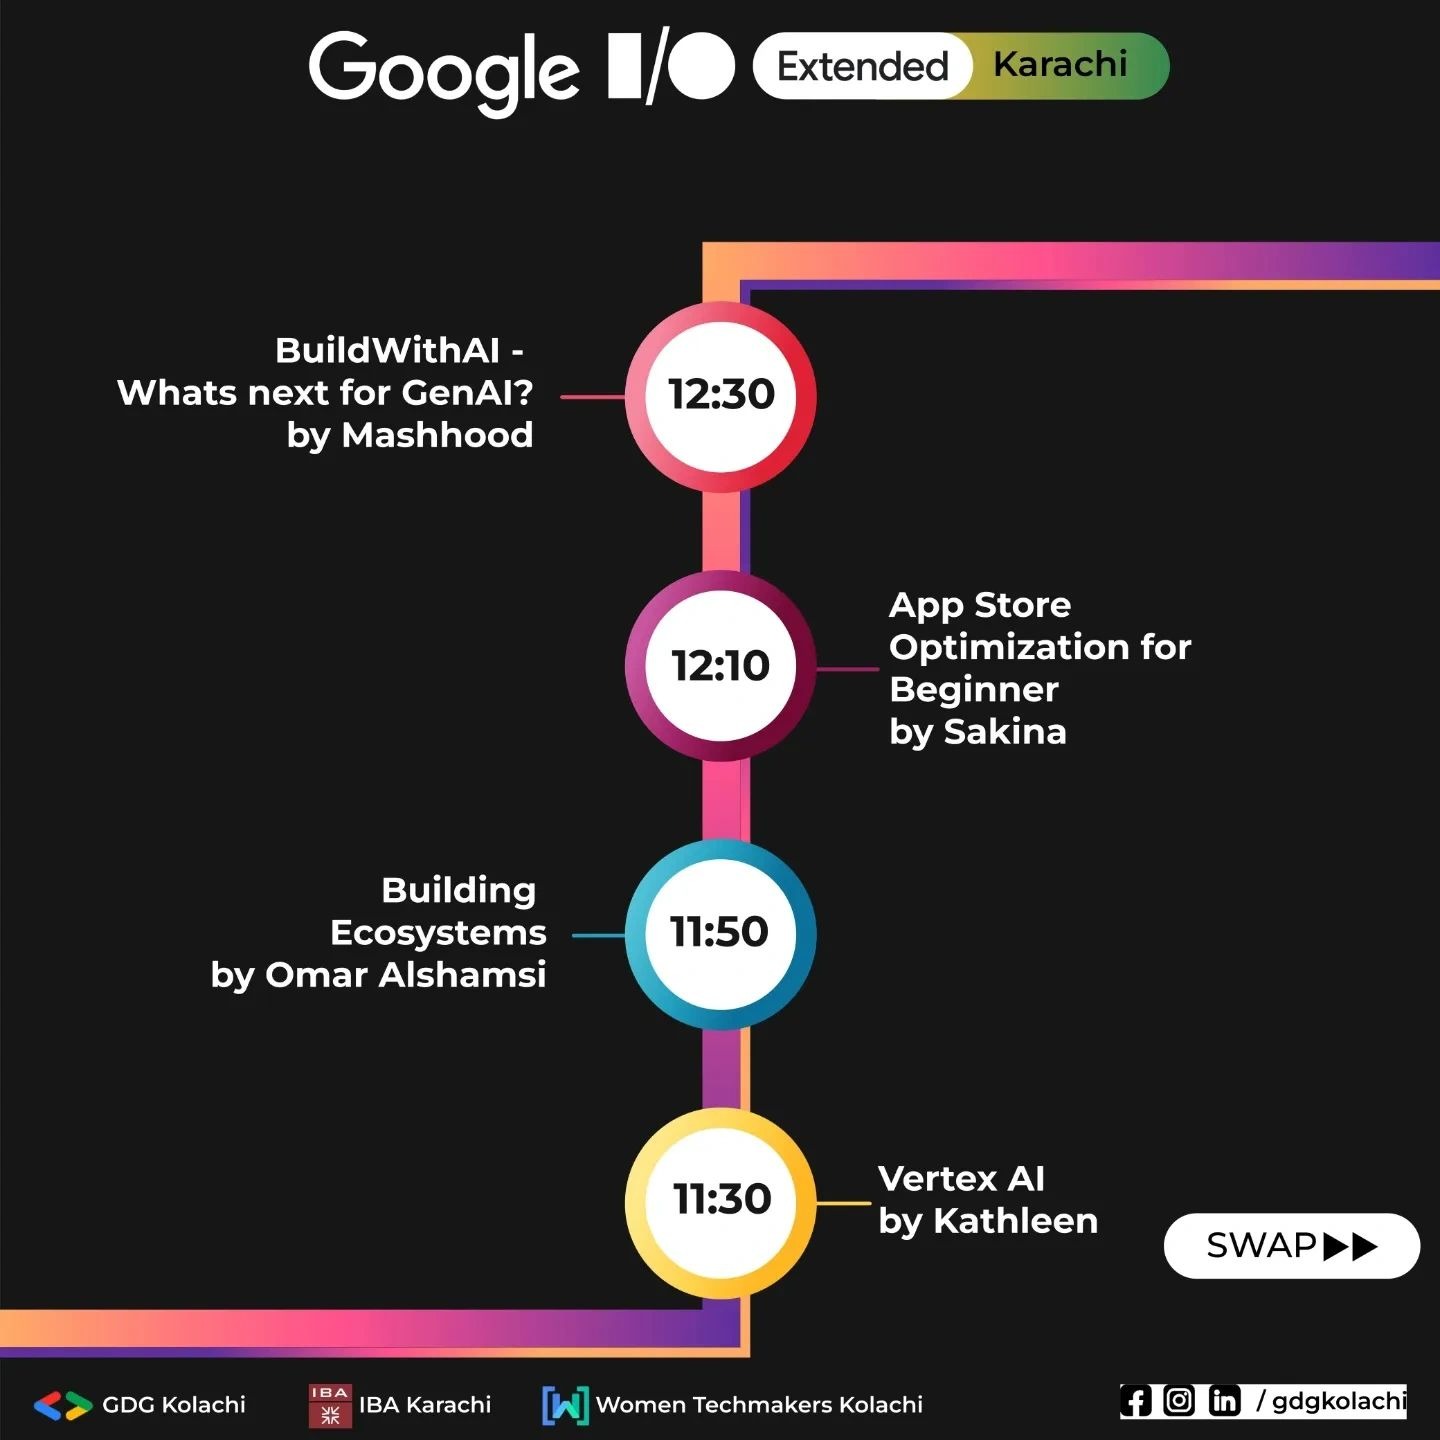 Google I/O Extended Karachi
BuildWithAI -
Whats next for GenAI?
by Mashhood
12:30
12:10
App Store
Optimization for
Beginner
by Sakina
Building
Ecosystems
by Omar Alshamsi
11:50
11:30
Vertex AI
by Kathleen
SWAP
GDG Kolachi
IBA
IBA Karachi
Women Techmakers Kolachi
/ gdgkolachi